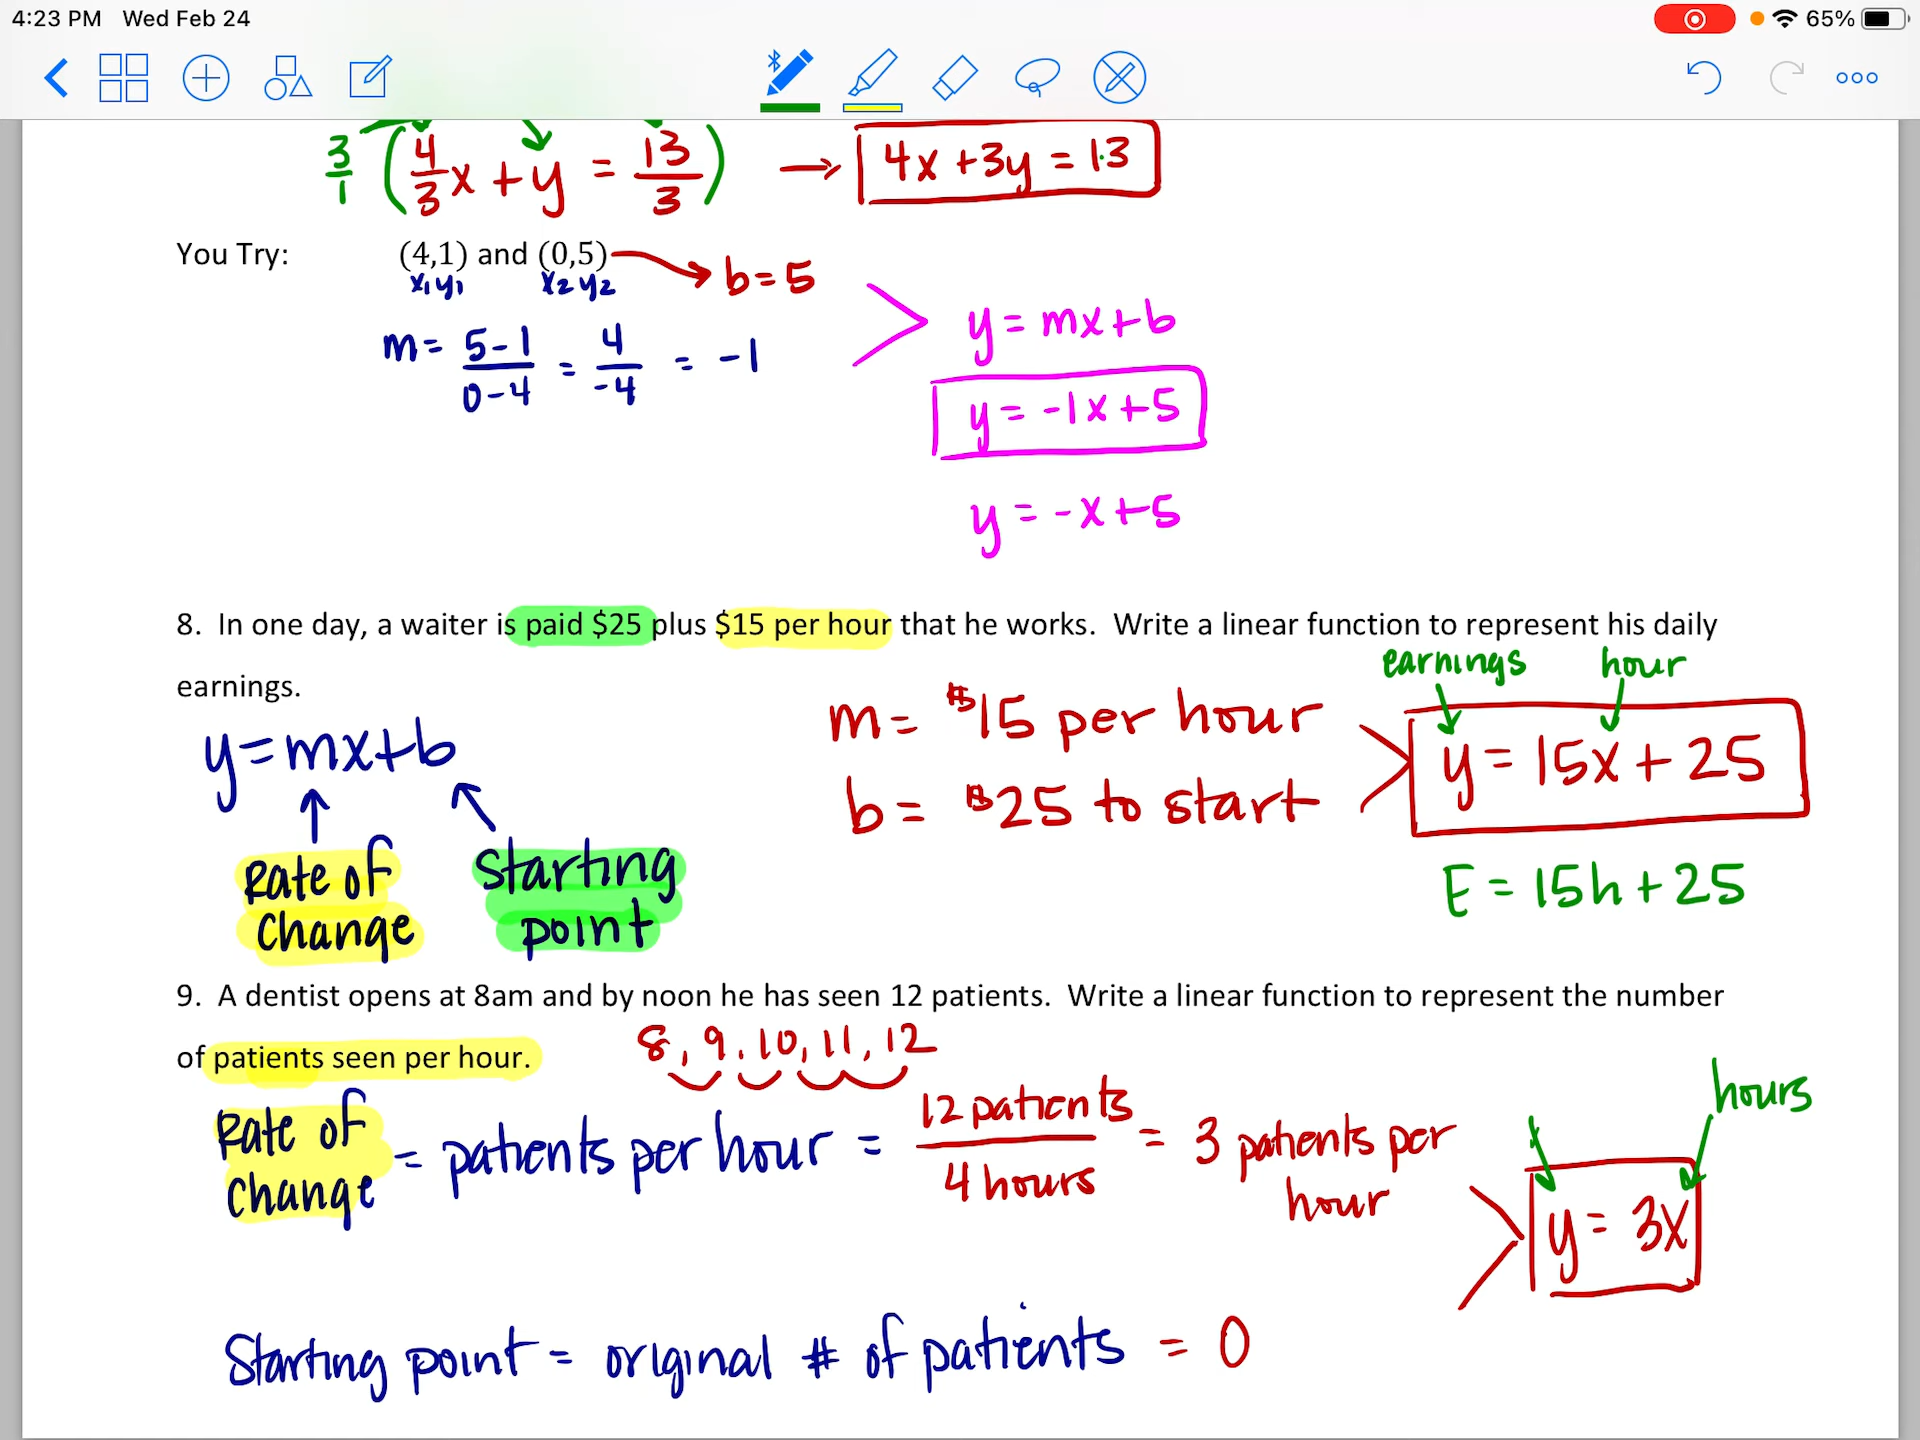 4:23 PM Wed Feb 24
65%
3/1 (4/3 x + y = 13/3) → 4x + 3y = 13
You Try: (4,1) and (0,5) → b = 5
x₁ y₁ x₂ y₂
m = 5-1 / 0-4 = 4 / -4 = -1
y = mx + b
y = -1x + 5
y = -x + 5
8. In one day, a waiter is paid $25 plus $15 per hour that he works. Write a linear function to represent his daily
earnings.
earnings hour
y = mx + b
m = $15 per hour
b = $25 to start
y = 15x + 25
Rate of
change
Starting
point
E = 15h + 25
9. A dentist opens at 8am and by noon he has seen 12 patients. Write a linear function to represent the number
of patients seen per hour.
8, 9, 10, 11, 12
Rate of
change
= patients per hour = 12 patients / 4 hours = 3 patients per
hour
hours
y = 3x
Starting point = original # of patients = 0